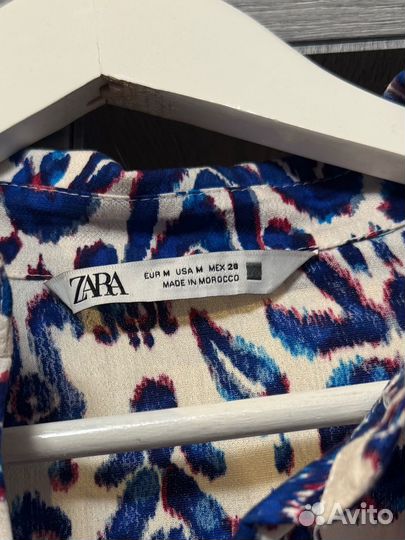 ZARA
EUR M USA M MEX 28
MADE IN MOROCCO
Avito